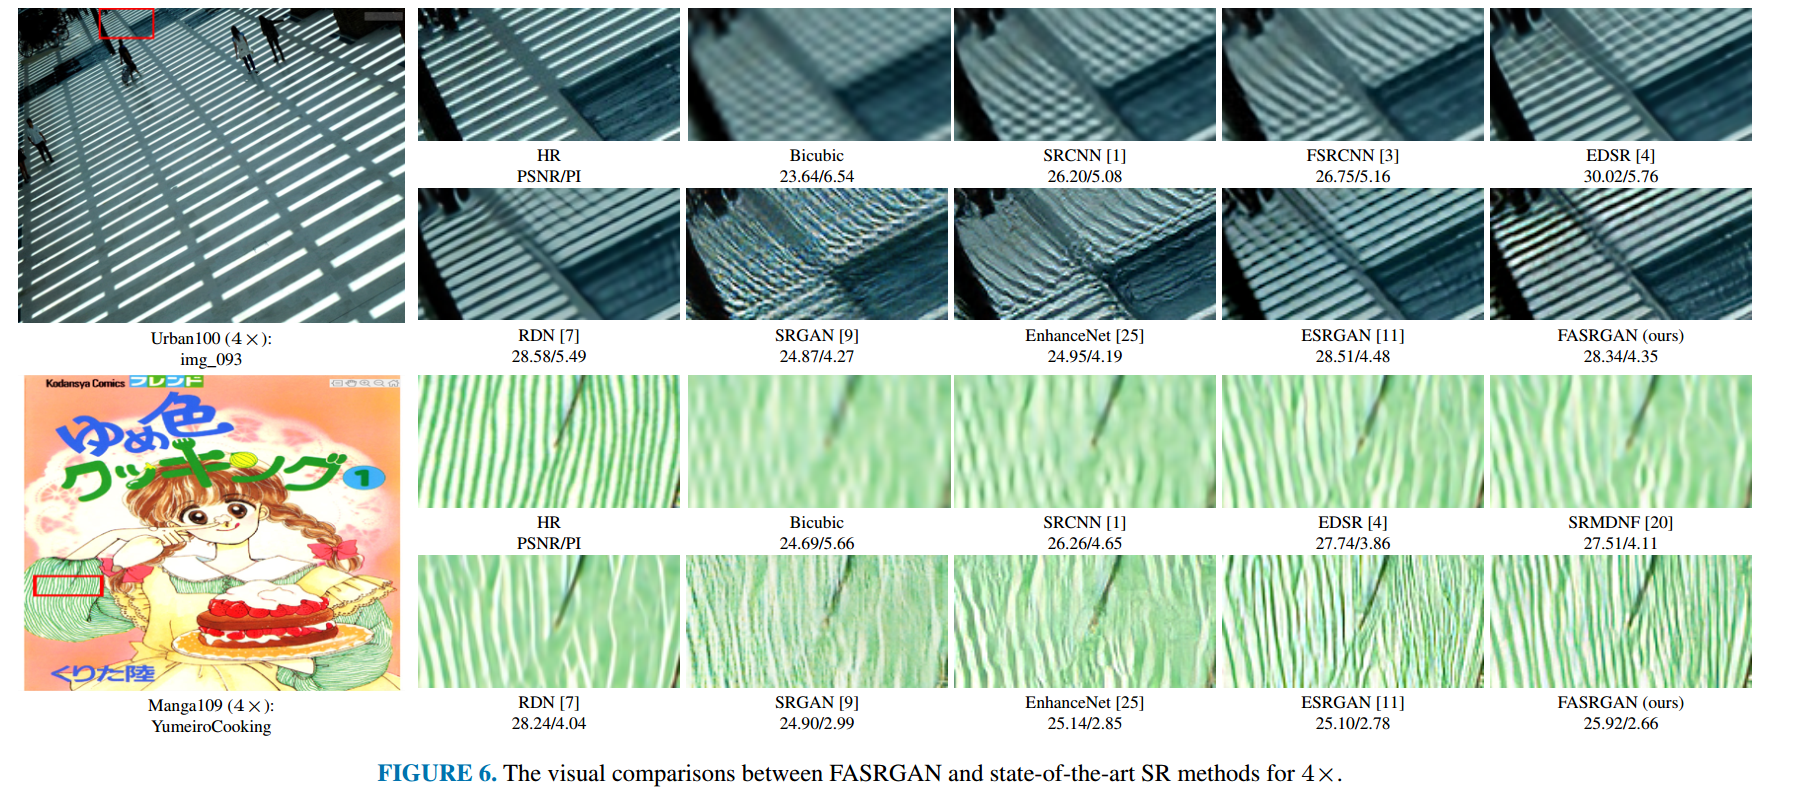 HR
PSNR/PI
Bicubic
23.64/6.54
SRCNN [1]
26.20/5.08
FSRCNN [3]
26.75/5.16
EDSR [4]
30.02/5.76
RDN [7]
28.58/5.49
SRGAN [9]
24.87/4.27
EnhanceNet [25]
24.95/4.19
ESRGAN [11]
28.51/4.48
FASRGAN (ours)
28.34/4.35
Urban100 (4×):
img_093
Kodansya Comics フレンド
ゆめ色
クッキング 1
くりた陸
HR
PSNR/PI
Bicubic
24.69/5.66
SRCNN [1]
26.26/4.65
EDSR [4]
27.74/3.86
SRMDNF [20]
27.51/4.11
RDN [7]
28.24/4.04
SRGAN [9]
24.90/2.99
EnhanceNet [25]
25.14/2.85
ESRGAN [11]
25.10/2.78
FASRGAN (ours)
25.92/2.66
Manga109 (4×):
YumeiroCooking
FIGURE 6. The visual comparisons between FASRGAN and state-of-the-art SR methods for 4×.